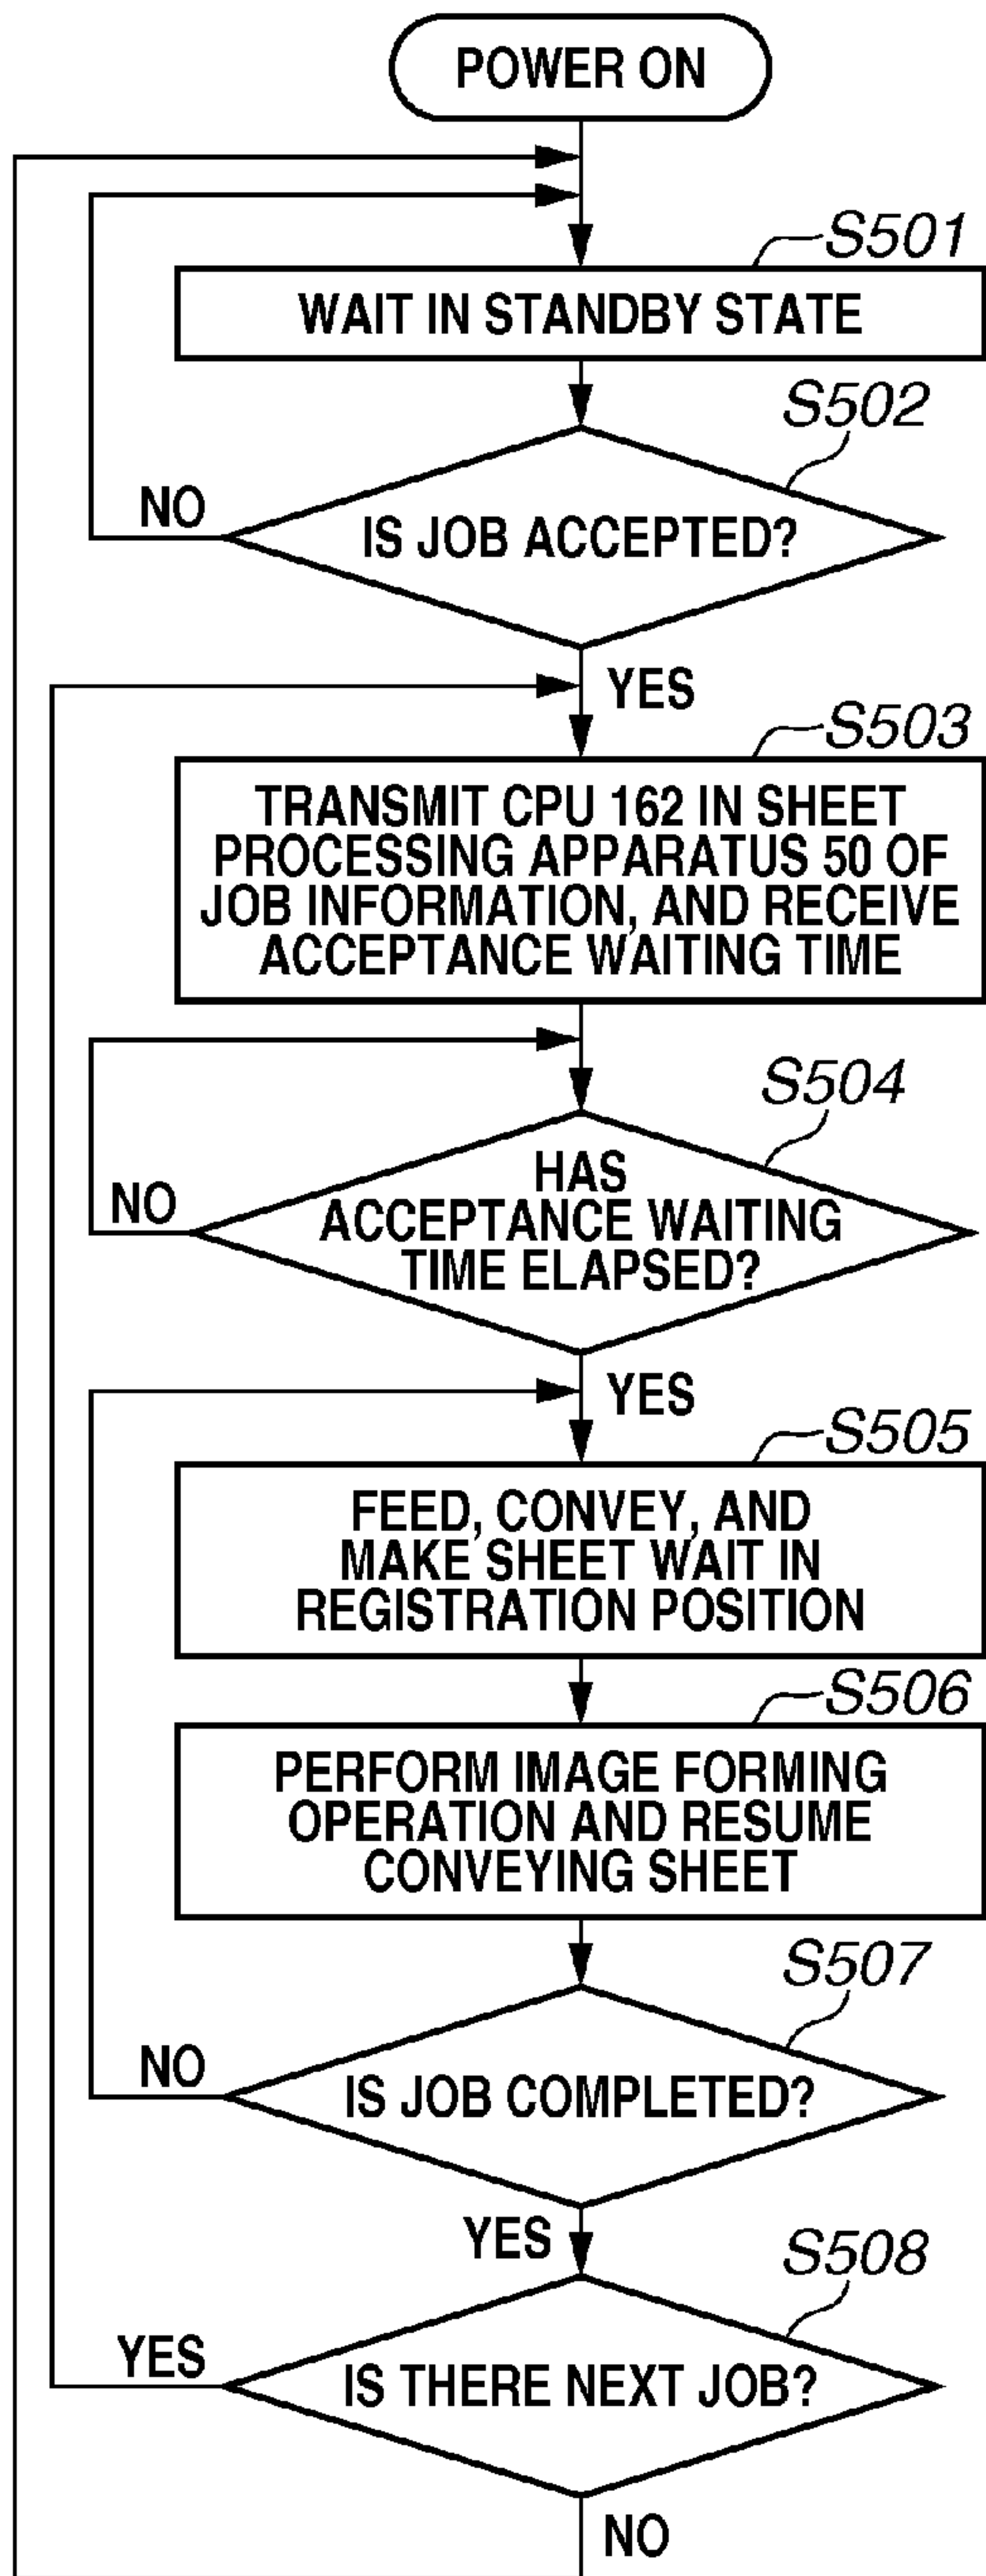 POWER ON
S501
WAIT IN STANDBY STATE
S502
NO
IS JOB ACCEPTED?
YES
S503
TRANSMIT CPU 162 IN SHEET
PROCESSING APPARATUS 50 OF
JOB INFORMATION, AND RECEIVE
ACCEPTANCE WAITING TIME
S504
HAS
NO
ACCEPTANCE WAITING
TIME ELAPSED?
YES
S505
FEED, CONVEY, AND
MAKE SHEET WAIT IN
REGISTRATION POSITION
S506
PERFORM IMAGE FORMING
OPERATION AND RESUME
CONVEYING SHEET
S507
NO
IS JOB COMPLETED?
YES
S508
YES
IS THERE NEXT JOB?
NO